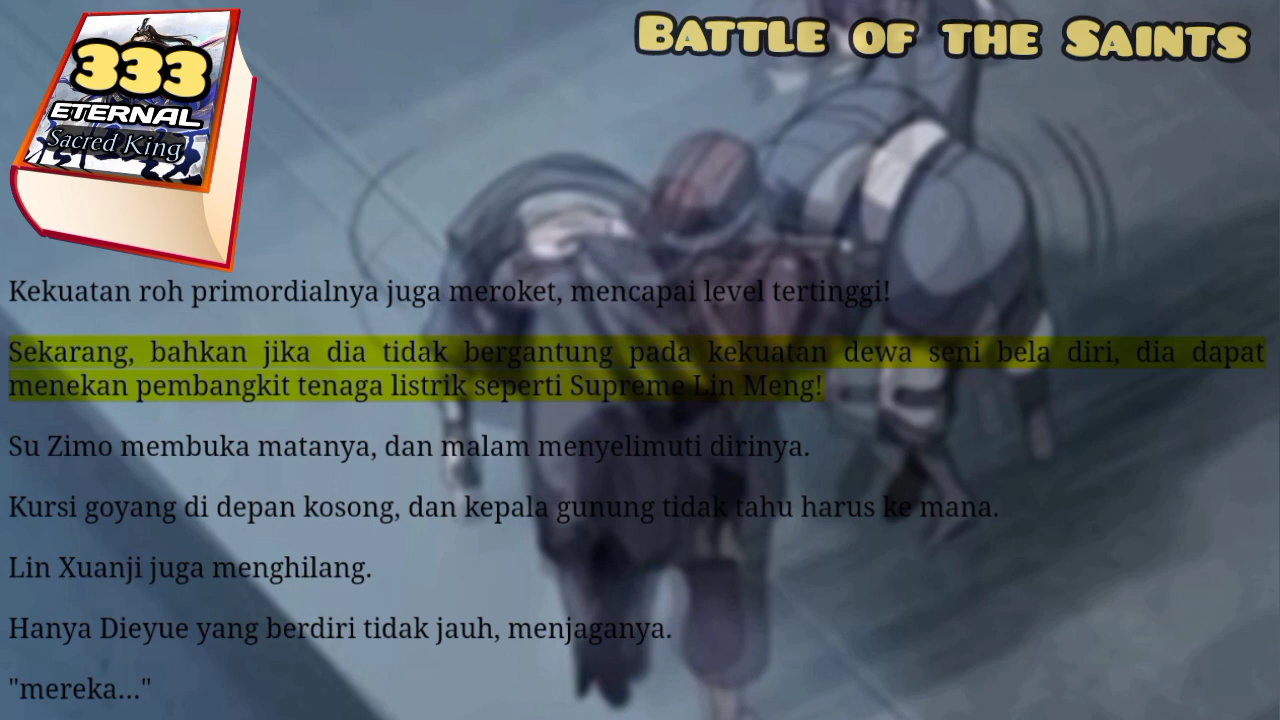 333
ETERNAL
Sacred King
Battle of the Saints
Kekuatan roh primordialnya juga meroket, mencapai level tertinggi!
Sekarang, bahkan jika dia tidak bergantung pada kekuatan dewa seni bela diri, dia dapat
menekan pembangkit tenaga listrik seperti Supreme Lin Meng!
Su Zimo membuka matanya, dan malam menyelimuti dirinya.
Kursi goyang di depan kosong, dan kepala gunung tidak tahu harus ke mana.
Lin Xuanji juga menghilang.
Hanya Dieyue yang berdiri tidak jauh, menjaganya.
"mereka..."